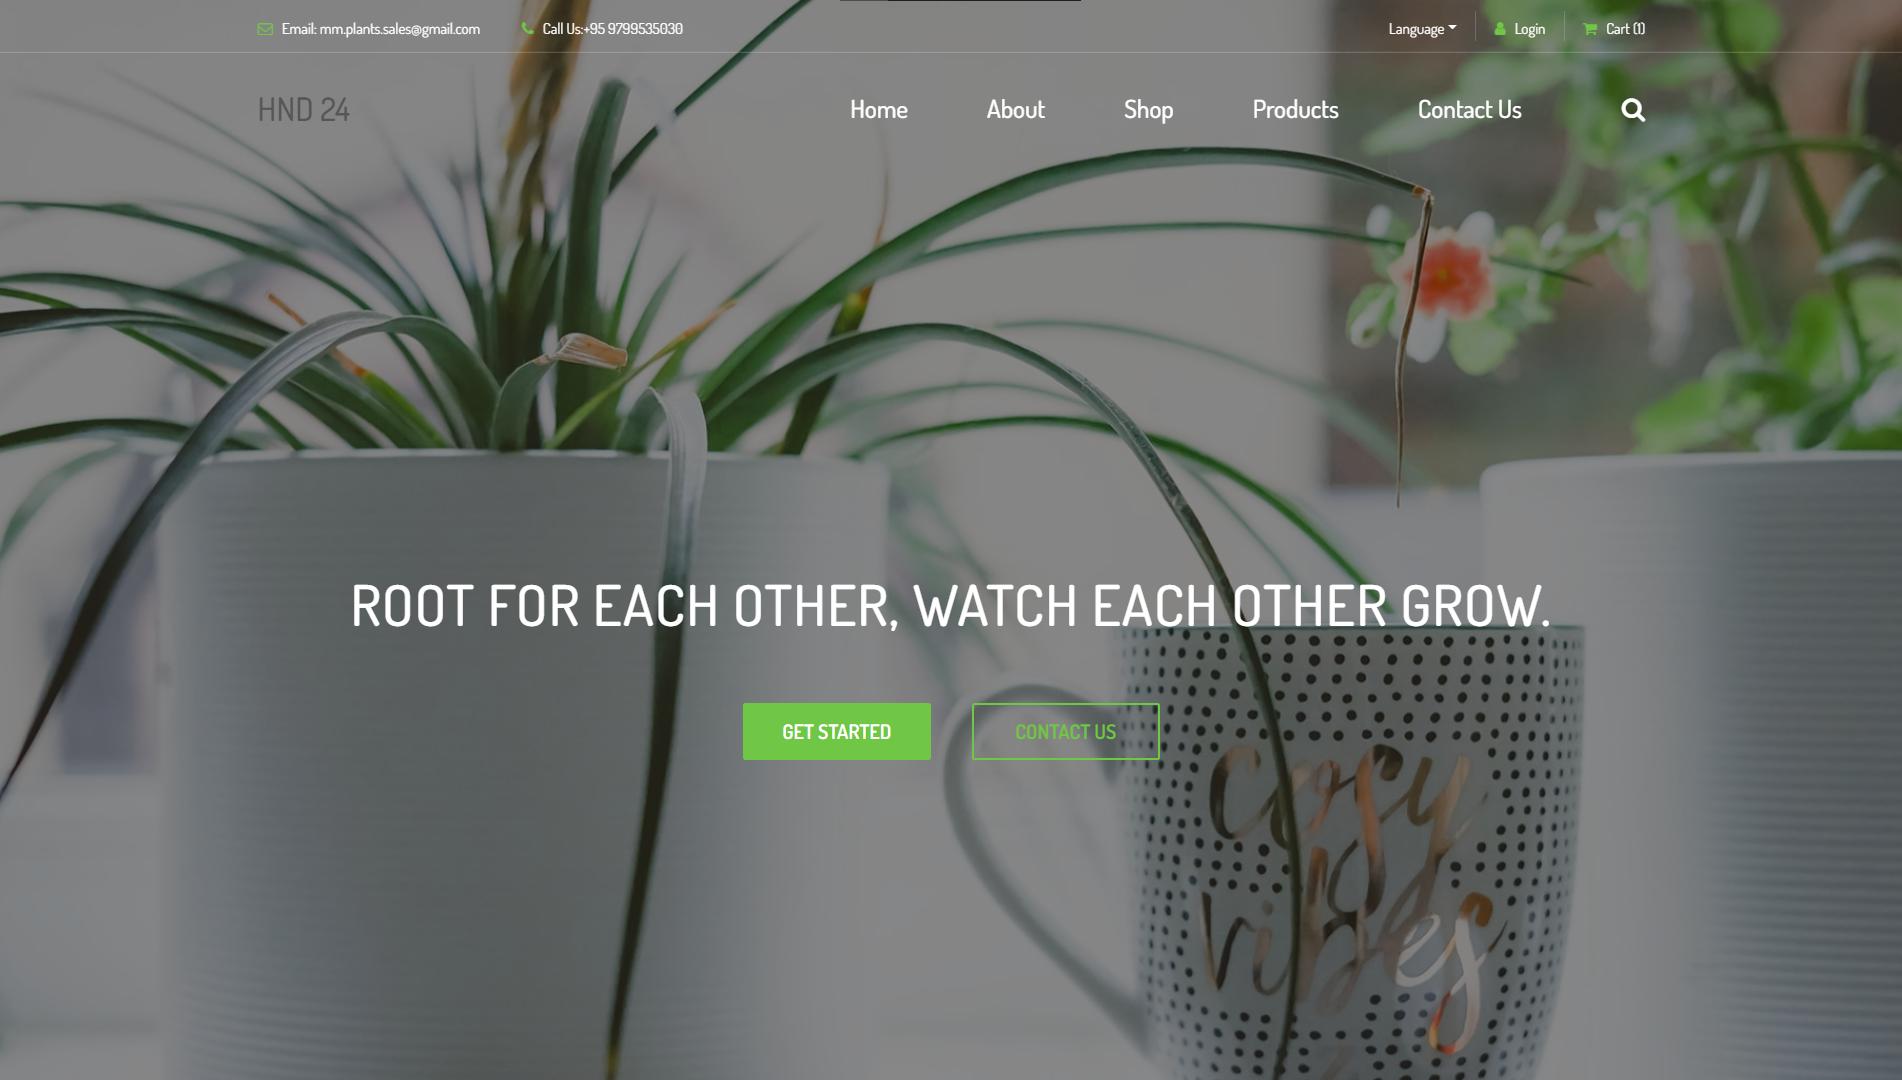 Email: mm.plants.sales@gmail.com Call Us:+95 9799535030 Language Login Cart (1)
HND 24 Home About Shop Products Contact Us
ROOT FOR EACH OTHER, WATCH EACH OTHER GROW.
GET STARTED CONTACT US
cosy
vibes